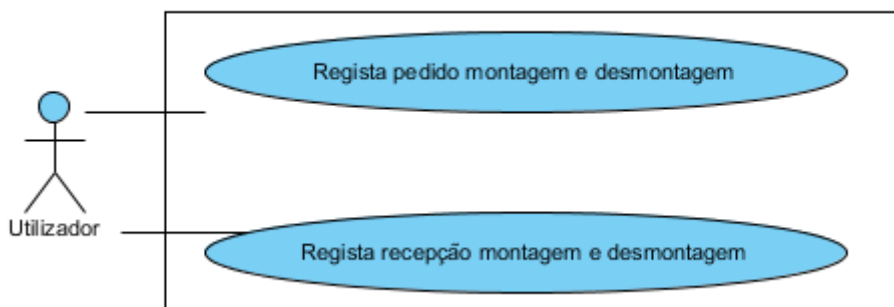 Regista pedido montagem e desmontagem
Utilizador
Regista recepção montagem e desmontagem